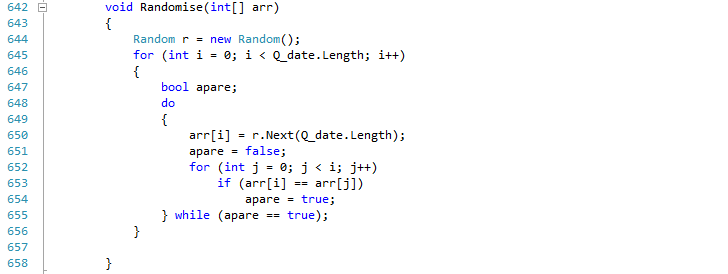 642 void Randomise(int[] arr)
643 {
644 Random r = new Random();
645 for (int i = 0; i < Q_date.Length; i++)
646 {
647 bool apare;
648 do
649 {
650 arr[i] = r.Next(Q_date.Length);
651 apare = false;
652 for (int j = 0; j < i; j++)
653 if (arr[i] == arr[j])
654 apare = true;
655 } while (apare == true);
656 }
657
658 }